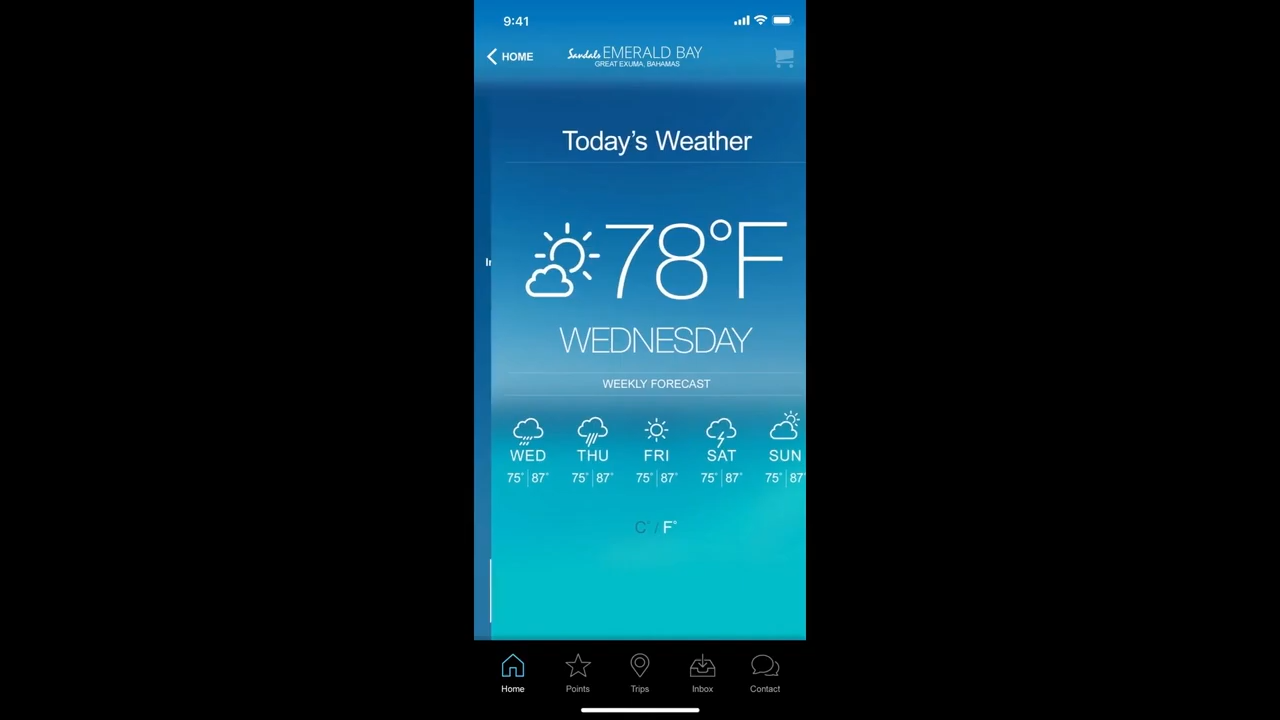 9:41
HOME
Sandals EMERALD BAY
GREAT EXUMA, BAHAMAS
Today's Weather
78°F
WEDNESDAY
WEEKLY FORECAST
WED THU FRI SAT SUN
75° 87° 75° 87° 75° 87° 75° 87° 75° 87
C° / F°
Home Points Trips Inbox Contact